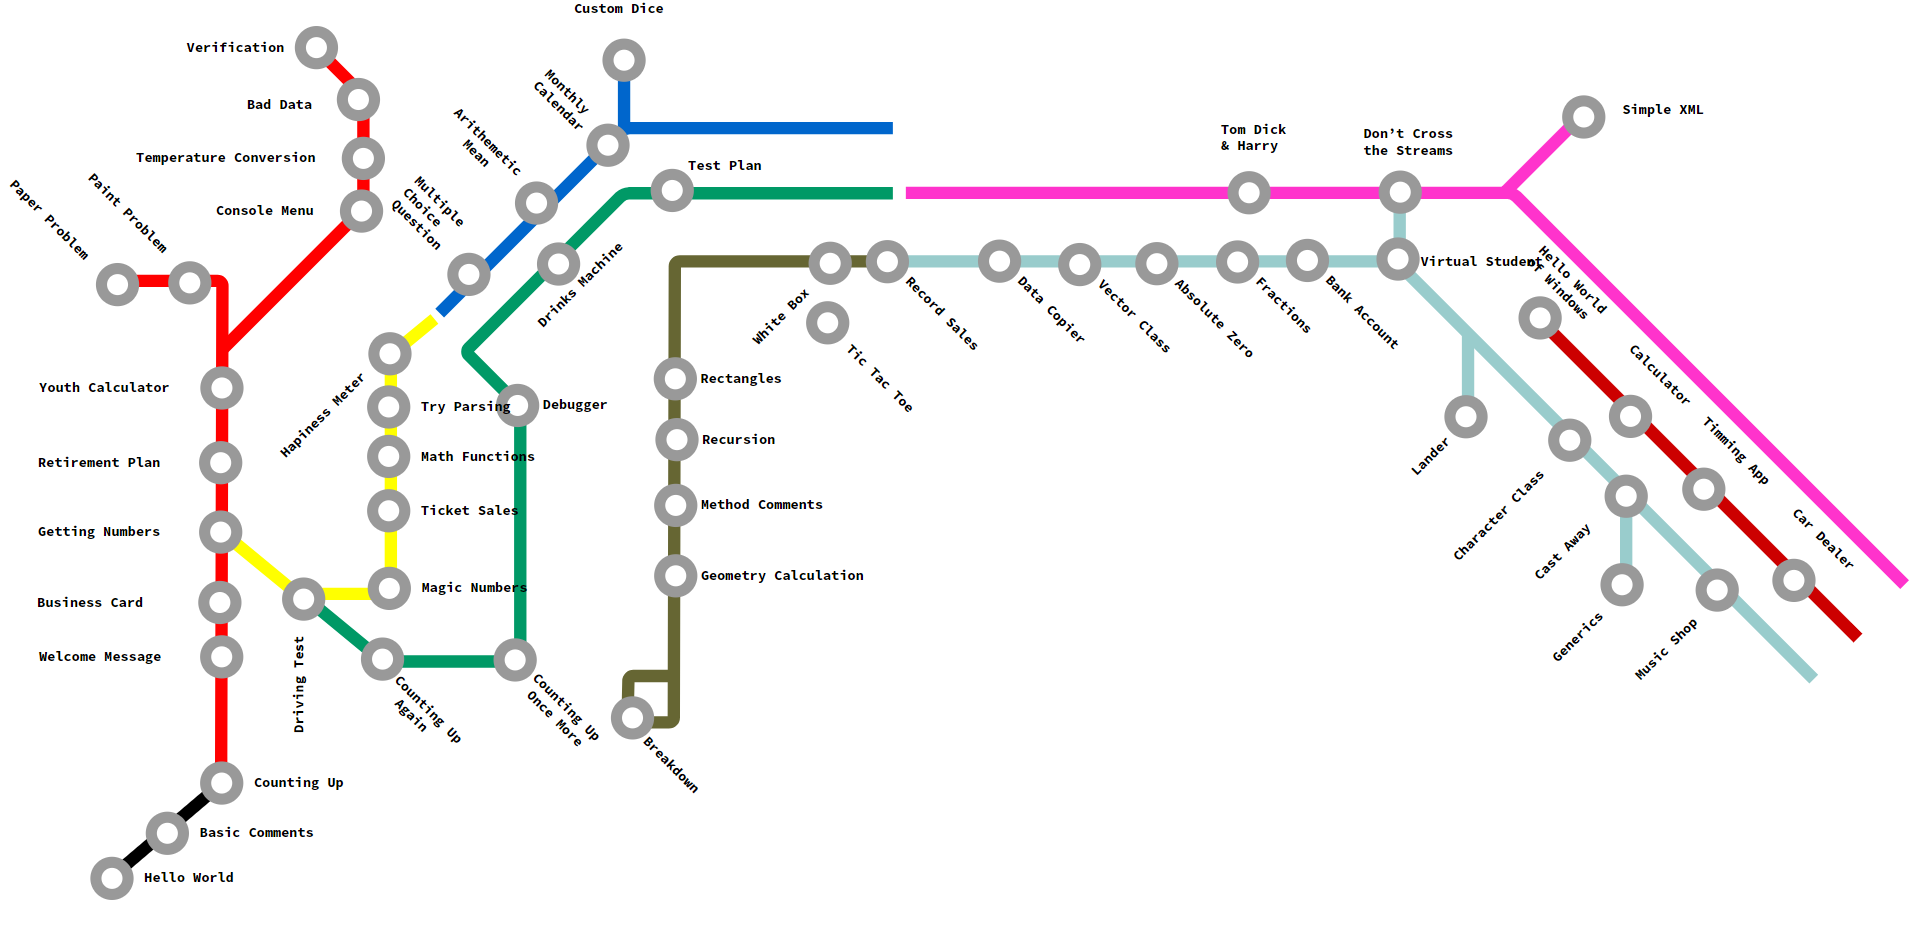 Custom Dice
Verification
Monthly
Calendar
Bad Data
Simple XML
Arithemetic
Mean
Tom Dick
& Harry
Don’t Cross
the Streams
Temperature Conversion
Test Plan
Paper Problem
Paint Problem
Console Menu
Multiple
Choice
Question
Drinks Machine
Virtual Student
Hello World
of Windows
White Box
Record Sales
Data Copier
Vector Class
Absolute Zero
Fractions
Bank Account
Tic Tac Toe
Youth Calculator
Hapiness Meter
Try Parsing
Debugger
Rectangles
Calculator
Recursion
Lander
Timming App
Math Functions
Retirement Plan
Method Comments
Character Class
Ticket Sales
Getting Numbers
Cast Away
Car Dealer
Magic Numbers
Geometry Calculation
Business Card
Generics
Music Shop
Welcome Message
Driving Test
Counting Up
Again
Counting Up
Once More
Breakdown
Counting Up
Basic Comments
Hello World